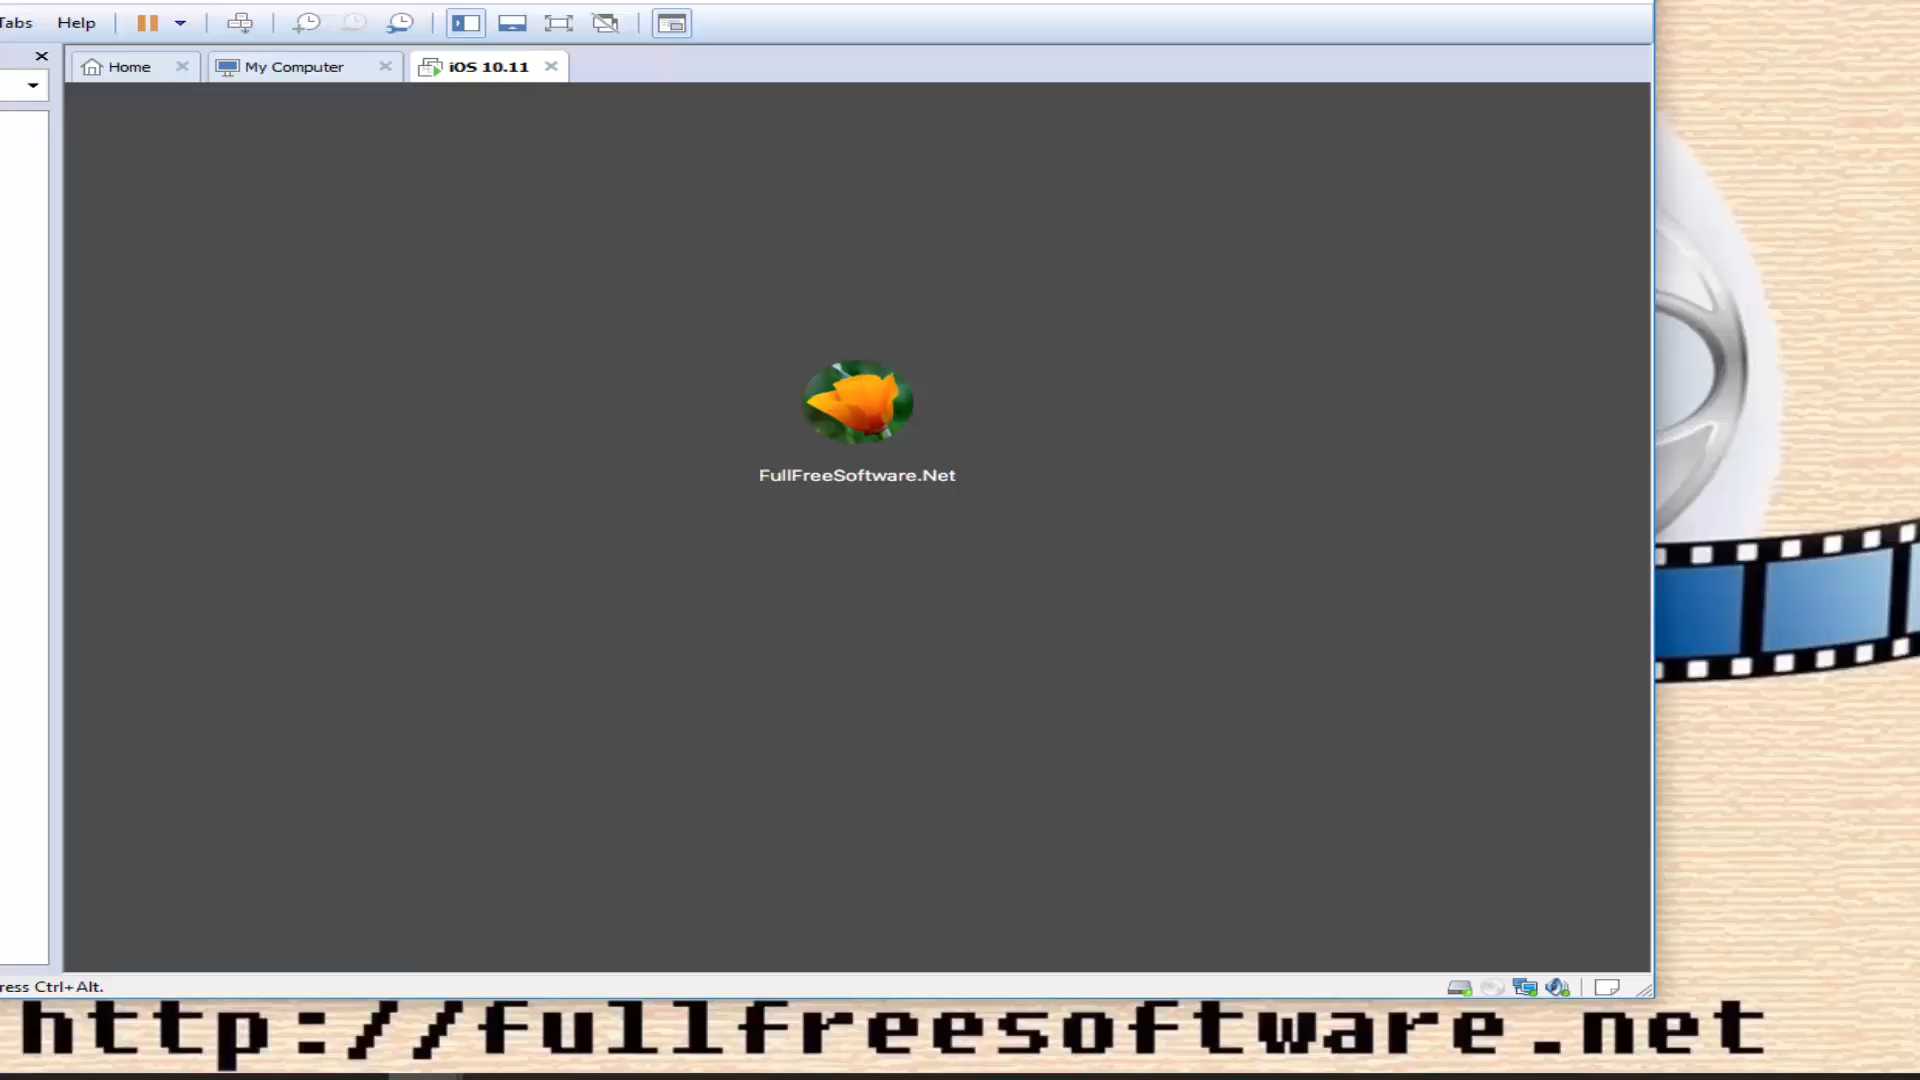 Tabs Help
Home My Computer iOS 10.11
FullFreeSoftware.Net
ress Ctrl+Alt.
http://fullfreesoftware.net